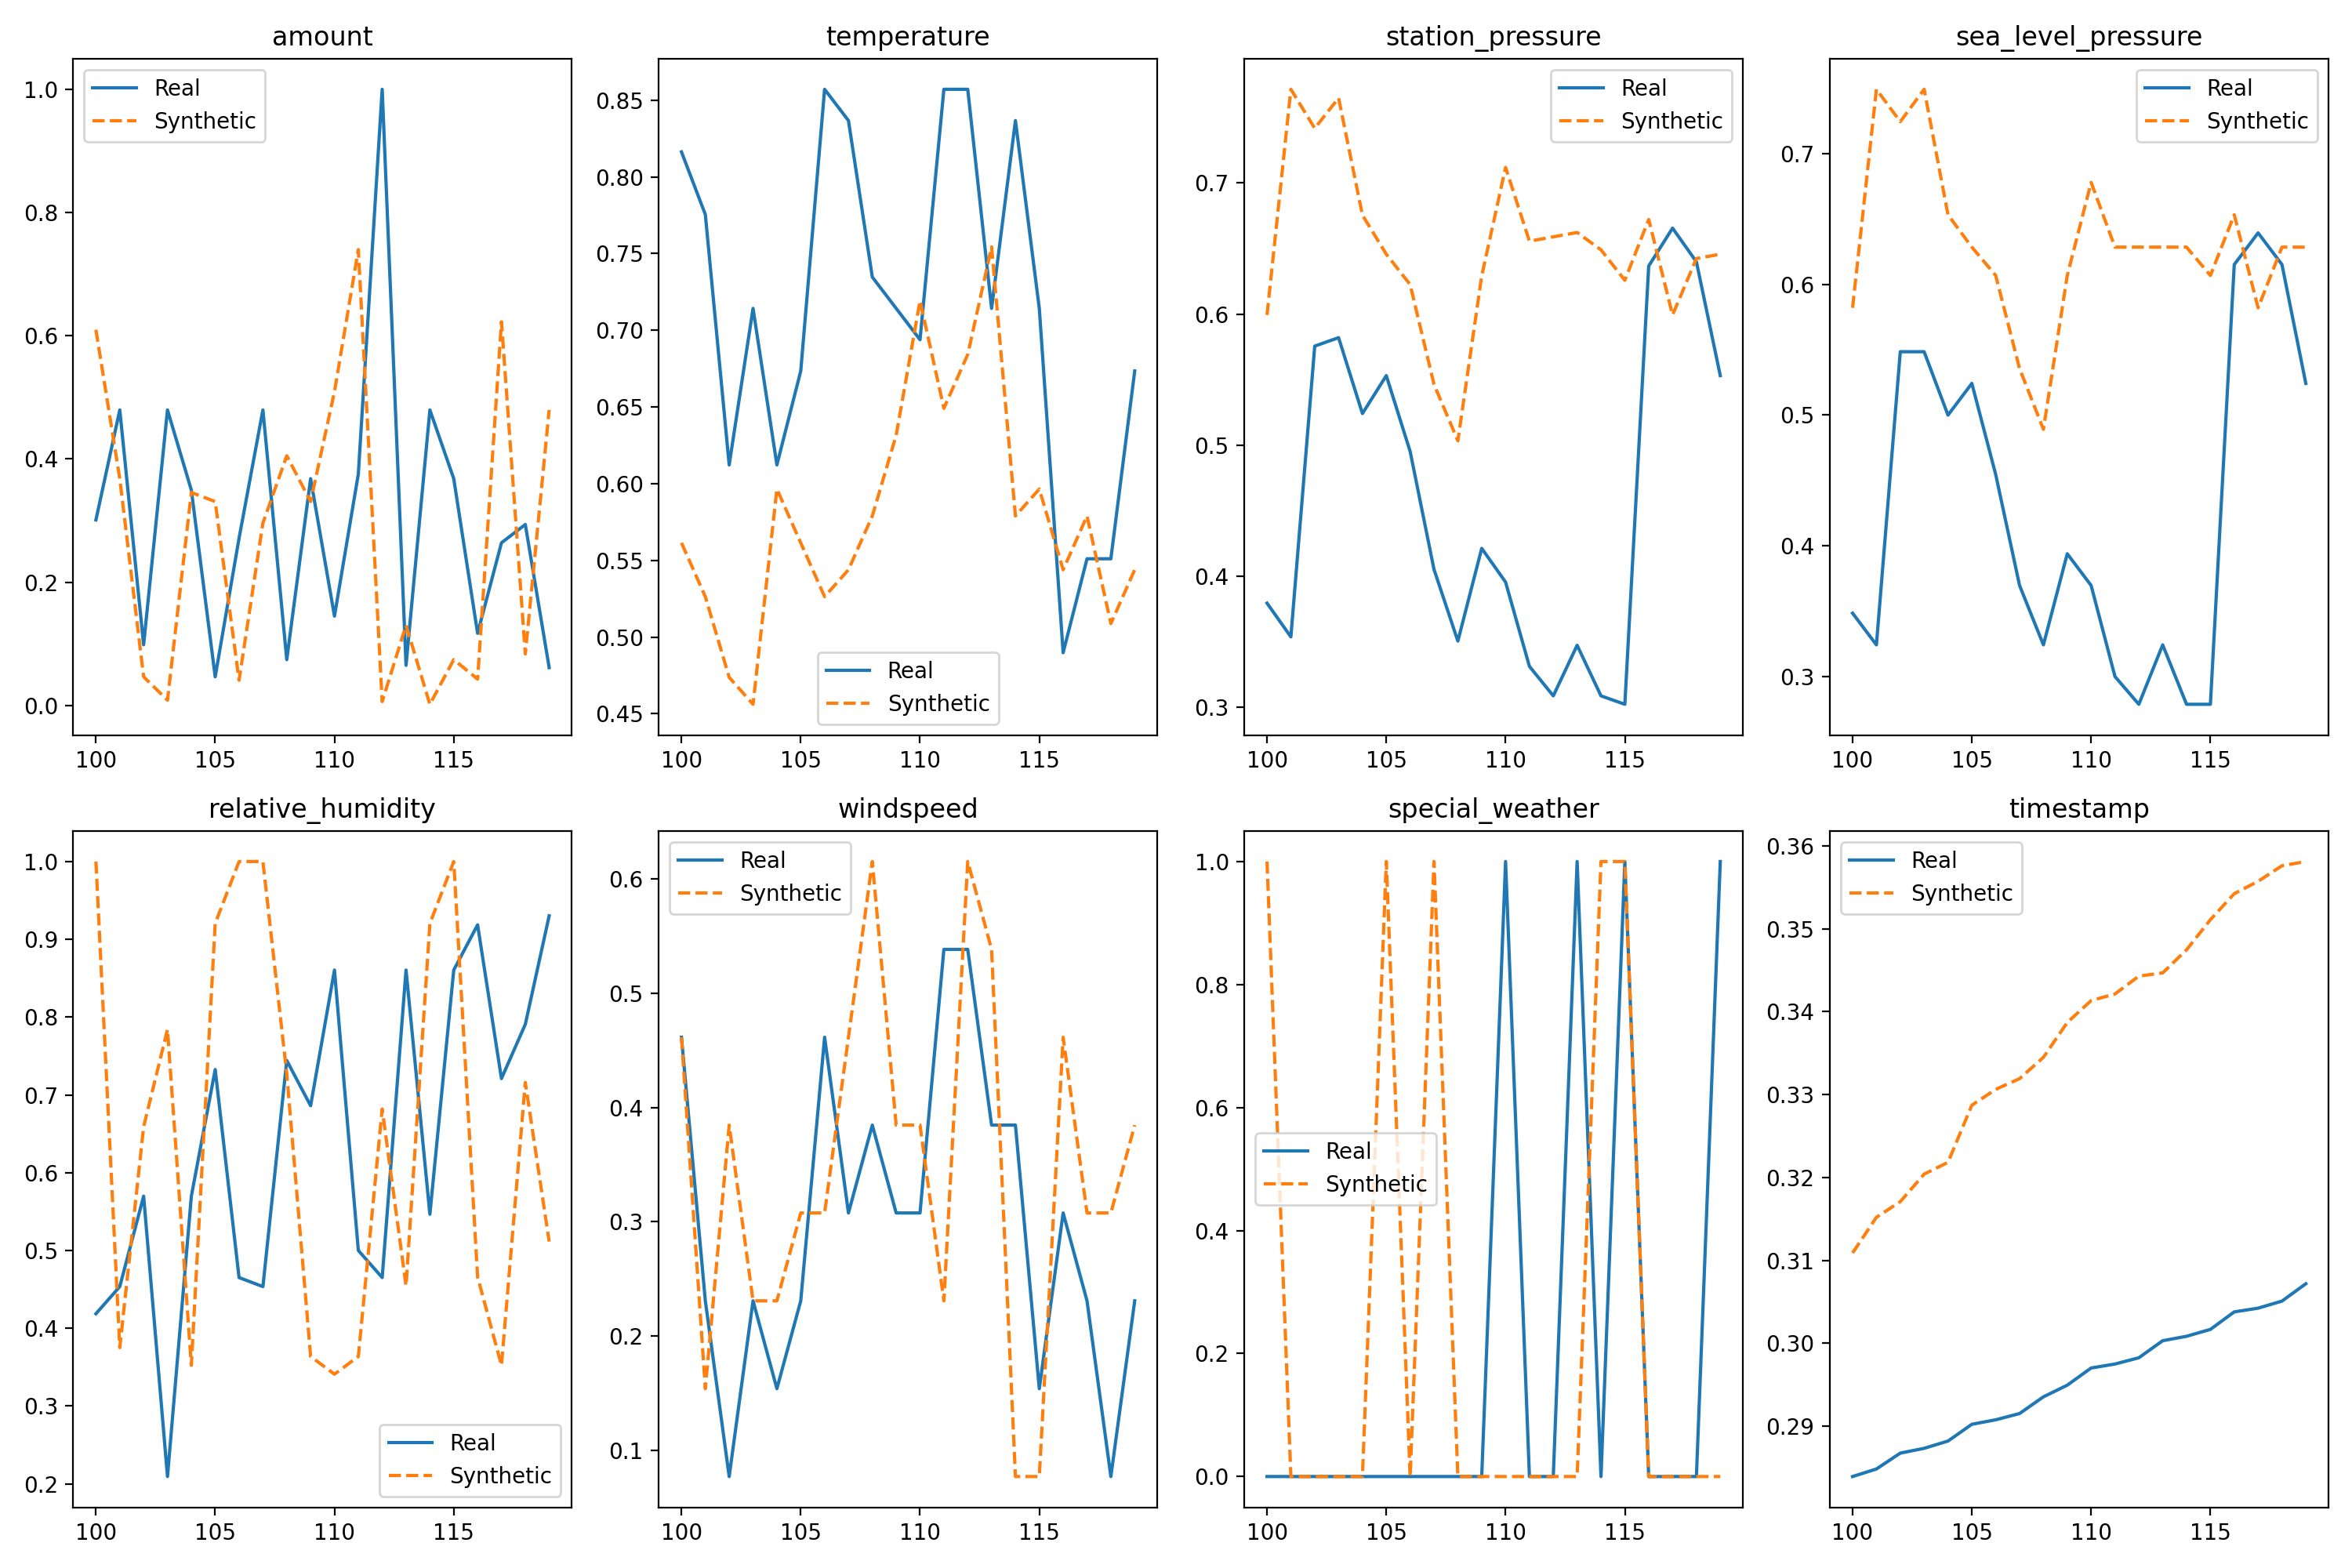 amount
1.0
0.8
0.6
0.4
0.2
0.0
100 105 110 115
Real
Synthetic
temperature
0.85
0.80
0.75
0.70
0.65
0.60
0.55
0.50
0.45
100 105 110 115
Real
Synthetic
station_pressure
0.7
0.6
0.5
0.4
0.3
100 105 110 115
Real
Synthetic
sea_level_pressure
0.7
0.6
0.5
0.4
0.3
100 105 110 115
Real
Synthetic
relative_humidity
1.0
0.9
0.8
0.7
0.6
0.5
0.4
0.3
0.2
100 105 110 115
Real
Synthetic
windspeed
0.6
0.5
0.4
0.3
0.2
0.1
100 105 110 115
Real
Synthetic
special_weather
1.0
0.8
0.6
0.4
0.2
0.0
100 105 110 115
Real
Synthetic
timestamp
0.36
0.35
0.34
0.33
0.32
0.31
0.30
0.29
100 105 110 115
Real
Synthetic